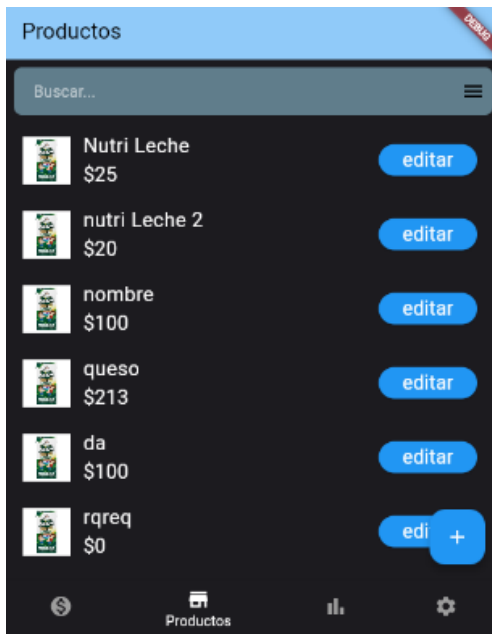 Productos
DEBUG
Buscar...
Nutri Leche
$25
editar
nutri Leche 2
$20
editar
nombre
$100
editar
queso
$213
editar
da
$100
editar
rqreq
$0
edi
+
Productos